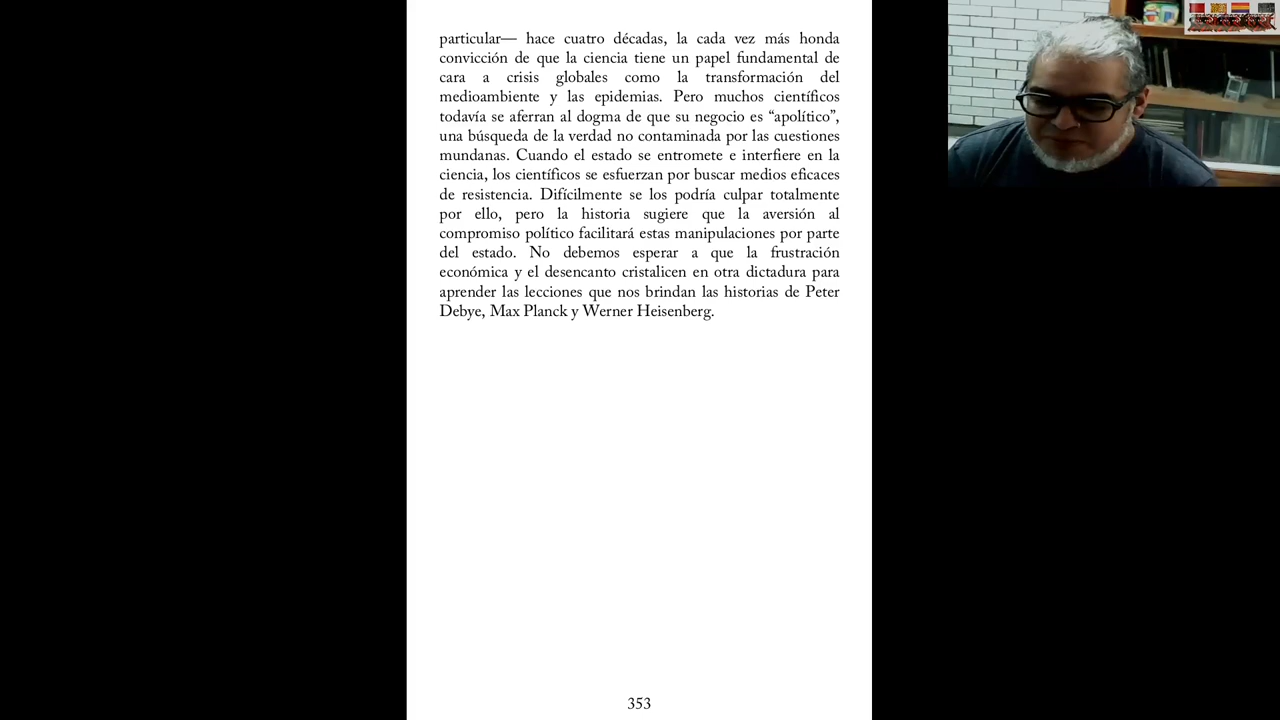 particular— hace cuatro décadas, la cada vez más honda
convicción de que la ciencia tiene un papel fundamental de
cara a crisis globales como la transformación del
medioambiente y las epidemias. Pero muchos científicos
todavía se aferran al dogma de que su negocio es “apolítico”,
una búsqueda de la verdad no contaminada por las cuestiones
mundanas. Cuando el estado se entromete e interfiere en la
ciencia, los científicos se esfuerzan por buscar medios eficaces
de resistencia. Difícilmente se los podría culpar totalmente
por ello, pero la historia sugiere que la aversión al
compromiso político facilitará estas manipulaciones por parte
del estado. No debemos esperar a que la frustración
económica y el desencanto cristalicen en otra dictadura para
aprender las lecciones que nos brindan las historias de Peter
Debye, Max Planck y Werner Heisenberg.
353